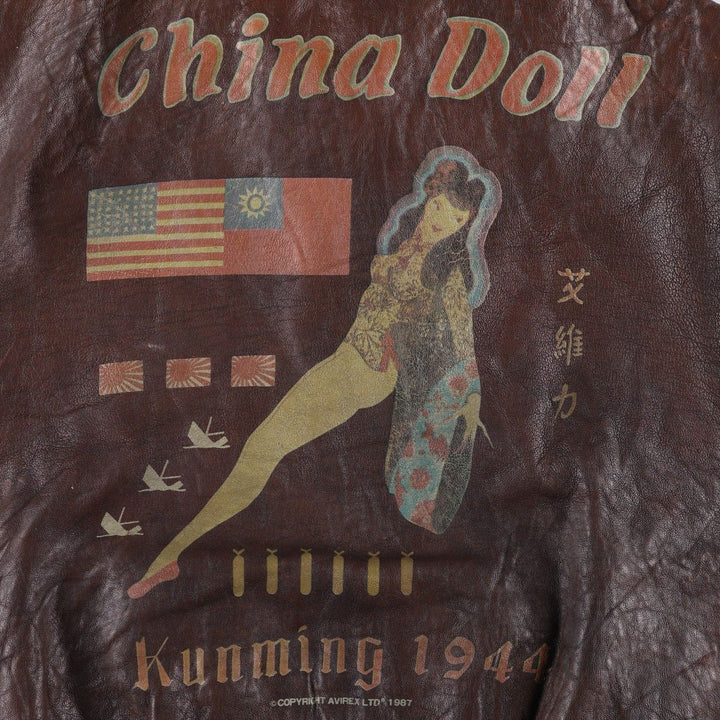 China Doll
艾維力
Kunming 1944
© COPYRIGHT AVIREX LTD® 1987